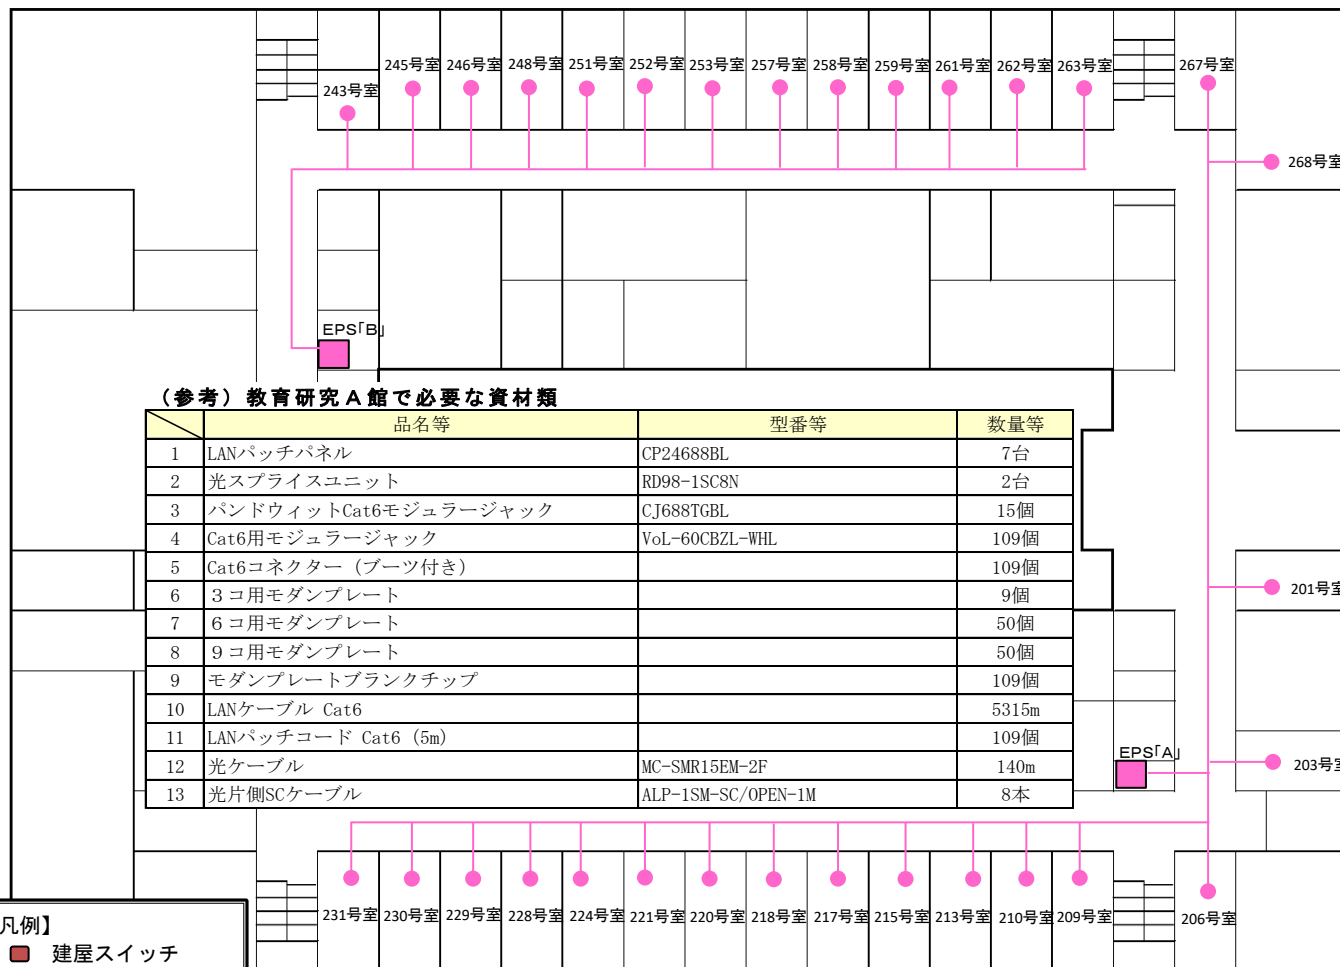 245号室 246号室 248号室 251号室 252号室 253号室 257号室 258号室 259号室 261号室 262号室 263号室 267号室
243号室
268号室
EPS「B」
（参考）教育研究Ａ館で必要な資材類
品名等 型番等 数量等
1 LANパッチパネル CP24688BL 7台
2 光スプライスユニット RD98-1SC8N 2台
3 パンドウィットCat6モジュラージャック CJ688TGBL 15個
4 Cat6用モジュラージャック VoL-60CBZL-WHL 109個
5 Cat6コネクター（ブーツ付き） 109個
6 ３コ用モダンプレート 9個
7 ６コ用モダンプレート 50個
8 ９コ用モダンプレート 50個
9 モダンプレートブランクチップ 109個
10 LANケーブル Cat6 5315m
11 LANパッチコード Cat6 (5m) 109個
12 光ケーブル MC-SMR15EM-2F 140m
13 光片側SCケーブル ALP-1SM-SC/OPEN-1M 8本
201号室
EPS「A」
203号室
231号室 230号室 229号室 228号室 224号室 221号室 220号室 218号室 217号室 215号室 213号室 210号室 209号室 206号室
凡例】
建屋スイッチ